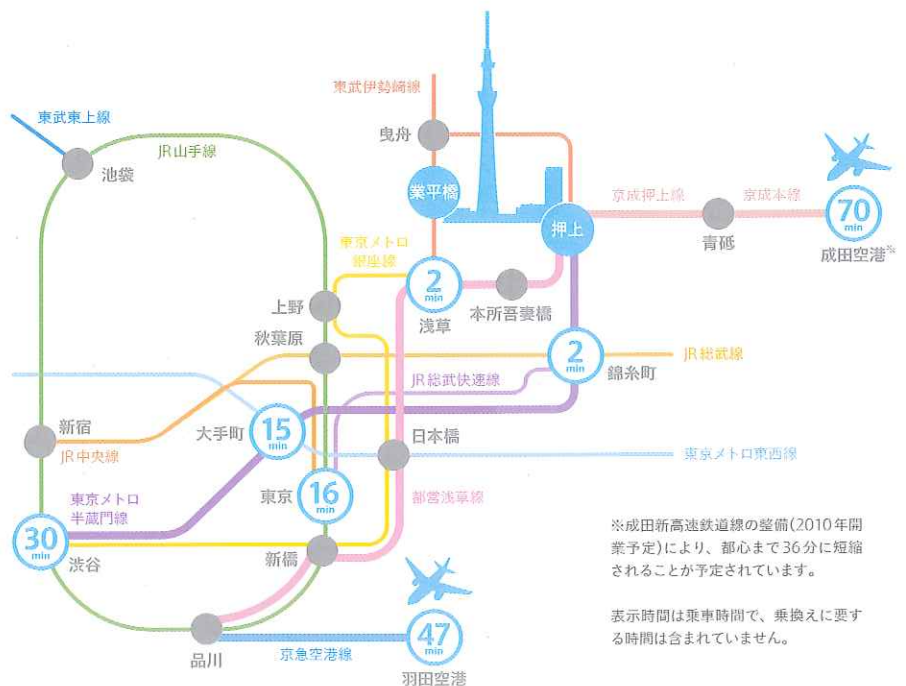 東武伊勢崎線
東武東上線
池袋
JR山手線
曳舟
業平橋
押上
京成押上線
京成本線
青砥
70
min
成田空港※
東京メトロ
銀座線
2
min
浅草
本所吾妻橋
上野
秋葉原
2
min
錦糸町
JR総武線
JR総武快速線
新宿
JR中央線
大手町
15
min
日本橋
東京メトロ東西線
東京メトロ
半蔵門線
東京
16
min
都営浅草線
30
min
渋谷
新橋
品川
京急空港線
47
min
羽田空港
※成田新高速鉄道線の整備(2010年開
業予定)により、都心まで36分に短縮
されることが予定されています。
表示時間は乗車時間で、乗換えに要す
る時間は含まれていません。